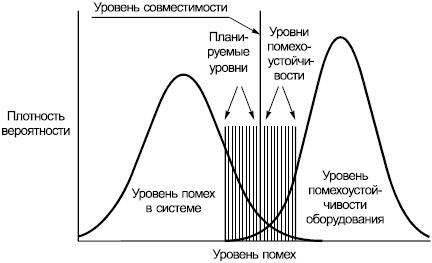 Уровень совместимости
Плани-
руемые
уровни
Уровни
помехо-
устойчи-
вости
Плотность
вероятности
Уровень помех
в системе
Уровень
помехоустой-
чивости
оборудования
Уровень помех